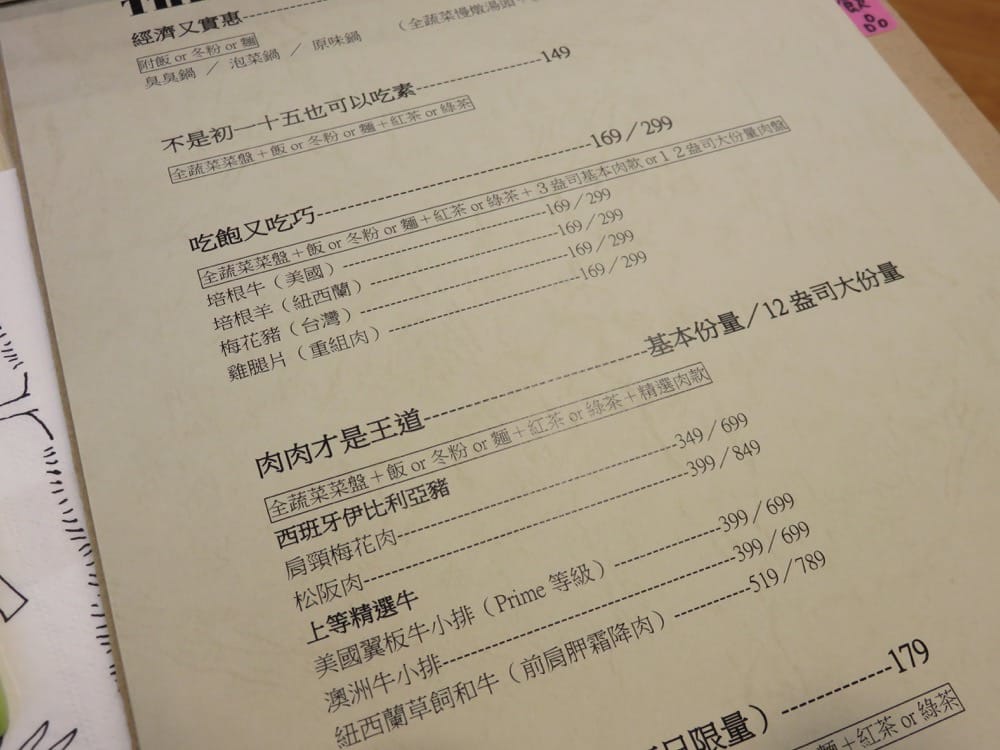 經濟又實惠
附飯 or 冬粉 or 麵
臭臭鍋 ／ 泡菜鍋 ／ 原味鍋 （全蔬菜慢燉湯頭
不是初一十五也可以吃素 149
全蔬菜菜盤＋飯 or 冬粉 or 麵＋紅茶 or 綠茶
吃飽又吃巧 169／299
全蔬菜菜盤＋飯 or 冬粉 or 麵＋紅茶 or 綠茶＋３盎司基本肉款 or１２盎司大份量肉盤
培根牛（美國） 169／299
培根羊（紐西蘭） 169／299
梅花豬（台灣） 169／299
雞腿片（重組肉） 169／299
肉肉才是王道 基本份量／12 盎司大份量
全蔬菜菜盤＋飯 or 冬粉 or 麵＋紅茶 or 綠茶＋精選肉款
西班牙伊比利亞豬
肩頸梅花肉 349／699
松阪肉 399／849
上等精選牛
美國翼板牛小排（Prime 等級） 399／699
澳洲牛小排 399／699
紐西蘭草飼和牛（前肩胛霜降肉） 519／789
日限量） 179
麵＋紅茶 or 綠茶